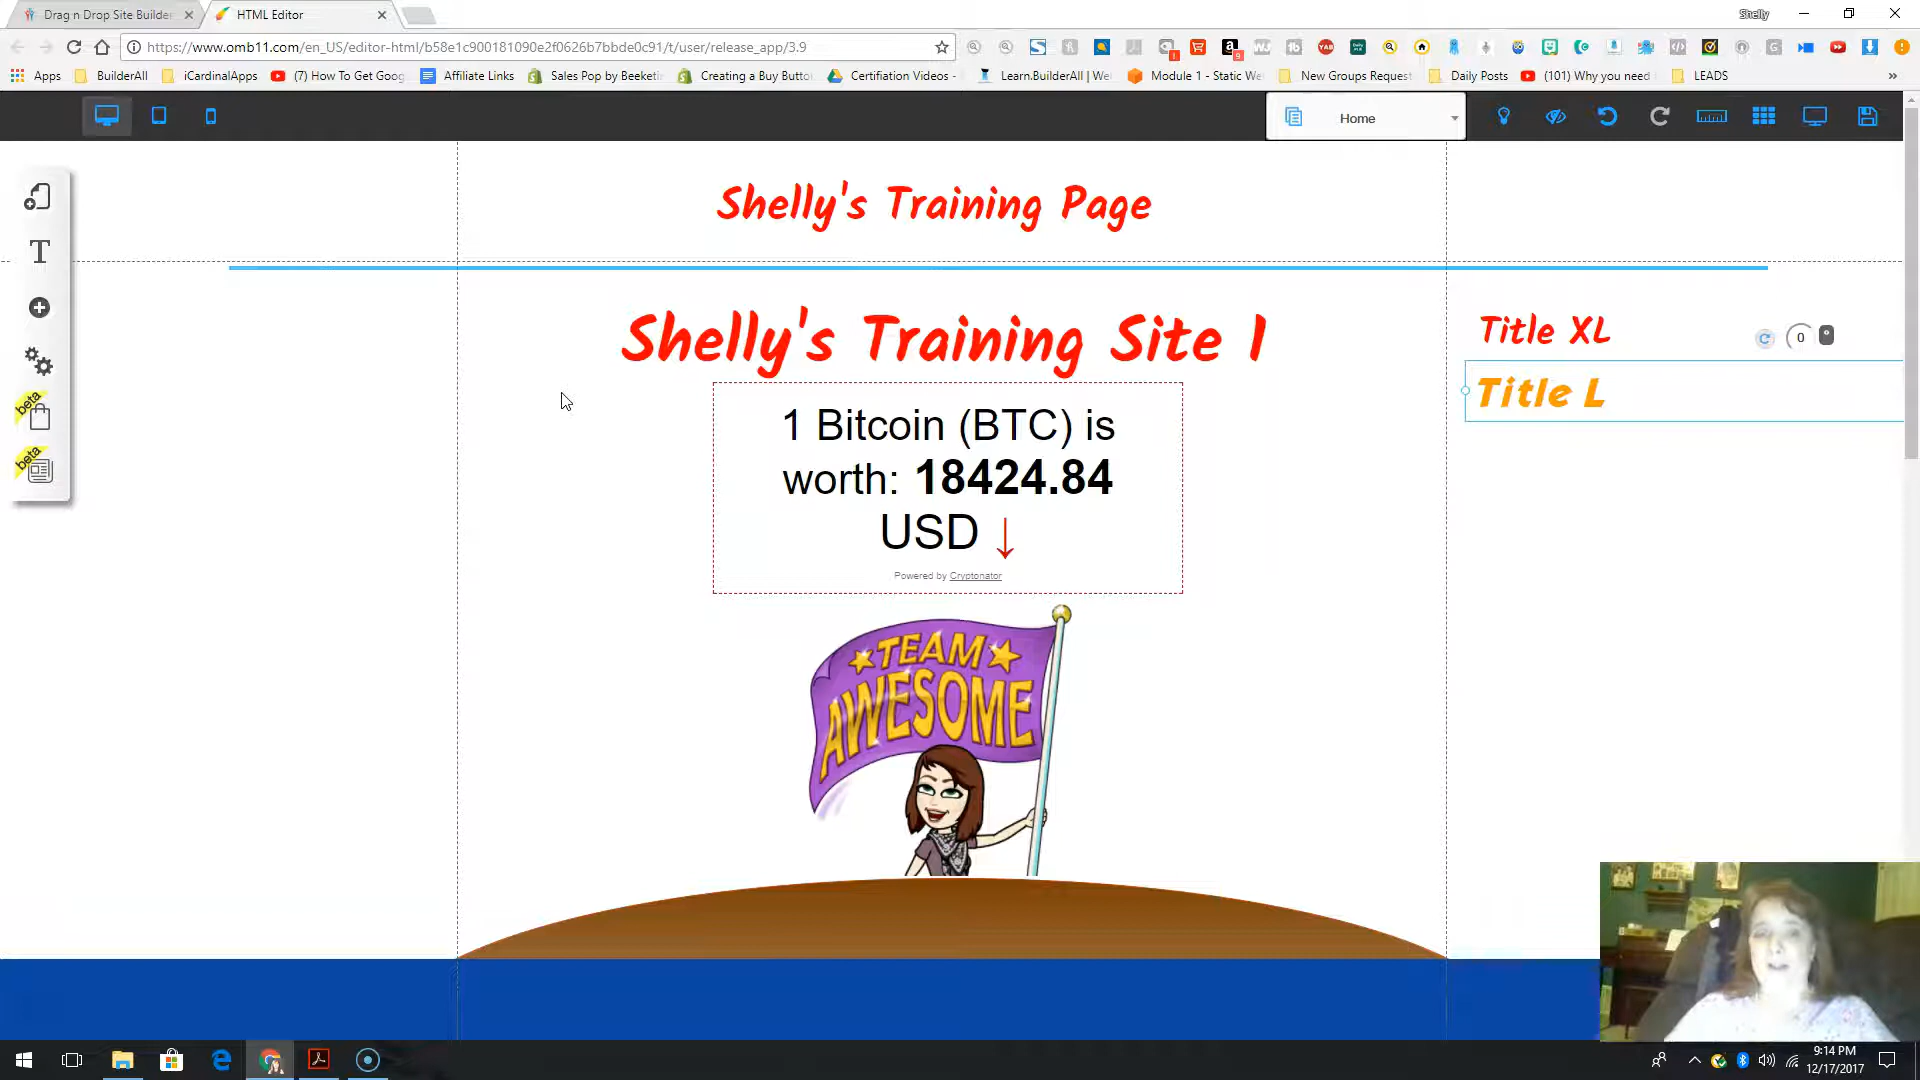 Drag n Drop Site Builder
HTML Editor
Shelly
https://www.omb11.com/en_US/editor-html/b58e1c900181090e2f0626b7bbde0c91/t/user/release_app/3.9
Apps
BuilderAll
iCardinalApps
(7) How To Get Goog
Affiliate Links
Sales Pop by Beeketi
Creating a Buy Butto
Certifiation Videos -
Learn.BuilderAll | We
Module 1 - Static We
New Groups Request
Daily Posts
(101) Why you need
LEADS
Home
Shelly's Training Page
Shelly's Training Site 1
Title XL
0
Title L
1 Bitcoin (BTC) is
worth: 18424.84
USD ↓
Powered by Cryptonator
beta
beta
TEAM
AWESOME
9:14 PM
12/17/2017